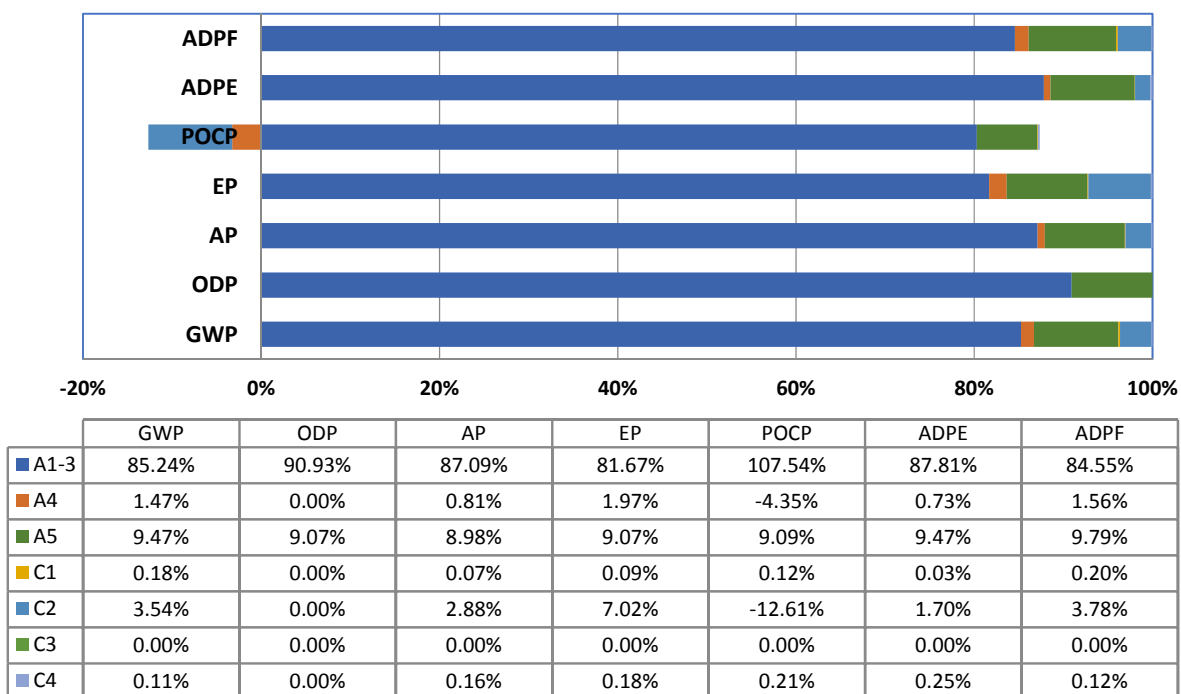 ADPF
ADPE
POCP
EP
AP
ODP
GWP
-20% 0% 20% 40% 60% 80% 100%
GWP ODP AP EP POCP ADPE ADPF
A1-3 85.24% 90.93% 87.09% 81.67% 107.54% 87.81% 84.55%
A4 1.47% 0.00% 0.81% 1.97% -4.35% 0.73% 1.56%
A5 9.47% 9.07% 8.98% 9.07% 9.09% 9.47% 9.79%
C1 0.18% 0.00% 0.07% 0.09% 0.12% 0.03% 0.20%
C2 3.54% 0.00% 2.88% 7.02% -12.61% 1.70% 3.78%
C3 0.00% 0.00% 0.00% 0.00% 0.00% 0.00% 0.00%
C4 0.11% 0.00% 0.16% 0.18% 0.21% 0.25% 0.12%